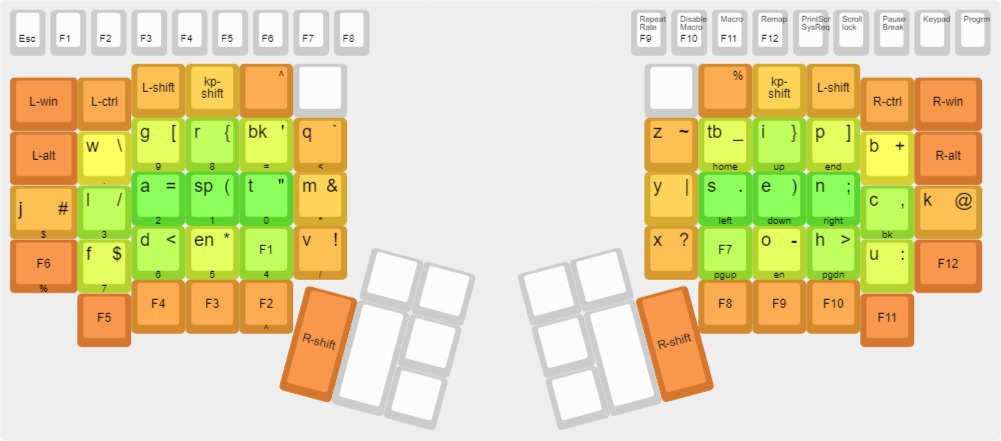 Esc F1 F2 F3 F4 F5 F6 F7 F8
Repeat Rate F9
Disable Macro F10
Macro F11
Remap F12
PrintScr SysReq
Scroll lock
Pause Break
Keypad
Progrm
L-win L-ctrl L-shift kp-shift ^
% kp-shift L-shift R-ctrl R-win
L-alt
w \ .
g [ 9
r { 8
bk ' =
q ` <
z ~
tb _ home
i } up
p ] end
b +
R-alt
j # $
l / 3
a = 2
sp ( 1
t " 0
m & *
y |
s . left
e ) down
n ; right
c , bk
k @
F6 %
f $ 7
d < 6
en * 5
F1 4
v ! /
x ?
F7 pgup
o - en
h > pgdn
u :
F12
F5 F4 F3 F2 ^
R-shift
R-shift
F8 F9 F10 F11